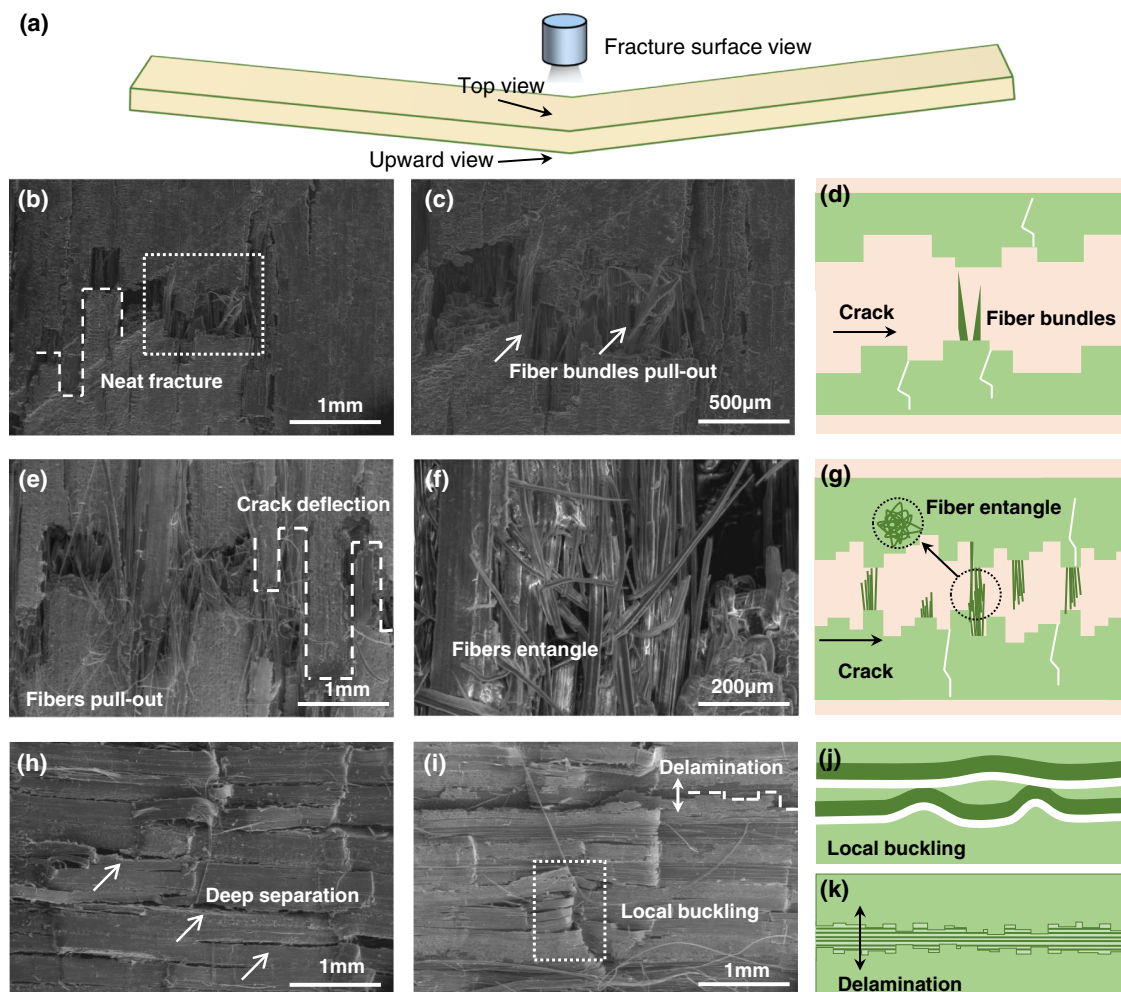 (a)
Fracture surface view
Top view
Upward view
(b)
Neat fracture
1mm
(c)
Fiber bundles pull-out
500μm
(d)
Crack
Fiber bundles
(e)
Crack deflection
Fibers pull-out
1mm
(f)
Fibers entangle
200μm
(g)
Fiber entangle
Crack
(h)
Deep separation
1mm
(i)
Delamination
Local buckling
1mm
(j)
Local buckling
(k)
Delamination